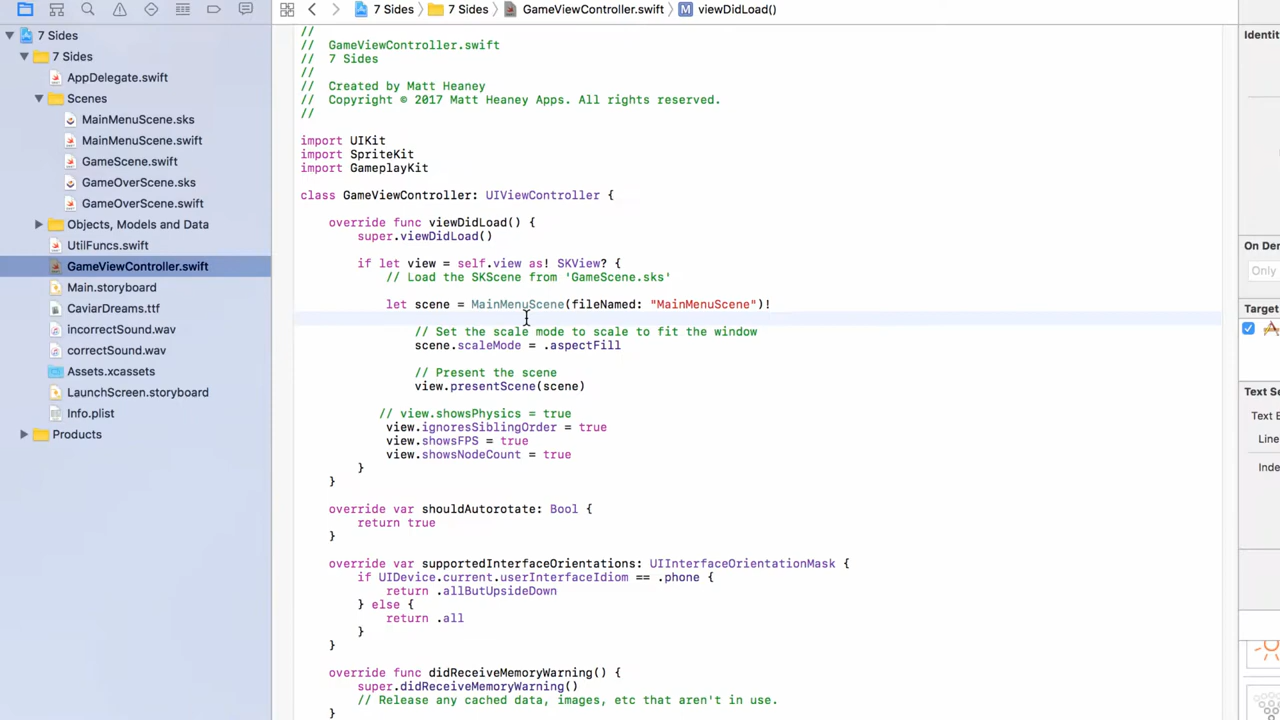 7 Sides 7 Sides GameViewController.swift M viewDidLoad()
7 Sides
7 Sides
AppDelegate.swift
Scenes
MainMenuScene.sks
MainMenuScene.swift
GameScene.swift
GameOverScene.sks
GameOverScene.swift
Objects, Models and Data
UtilFuncs.swift
GameViewController.swift
Main.storyboard
CaviarDreams.ttf
incorrectSound.wav
correctSound.wav
Assets.xcassets
LaunchScreen.storyboard
Info.plist
Products
//
// GameViewController.swift
// 7 Sides
//
// Created by Matt Heaney
// Copyright © 2017 Matt Heaney Apps. All rights reserved.
//
import UIKit
import SpriteKit
import GameplayKit
class GameViewController: UIViewController {
override func viewDidLoad() {
super.viewDidLoad()
if let view = self.view as! SKView? {
// Load the SKScene from 'GameScene.sks'
let scene = MainMenuScene(fileNamed: "MainMenuScene")!
// Set the scale mode to scale to fit the window
scene.scaleMode = .aspectFill
// Present the scene
view.presentScene(scene)
// view.showsPhysics = true
view.ignoresSiblingOrder = true
view.showsFPS = true
view.showsNodeCount = true
}
}
override var shouldAutorotate: Bool {
return true
}
override var supportedInterfaceOrientations: UIInterfaceOrientationMask {
if UIDevice.current.userInterfaceIdiom == .phone {
return .allButUpsideDown
} else {
return .all
}
}
override func didReceiveMemoryWarning() {
super.didReceiveMemoryWarning()
// Release any cached data, images, etc that aren't in use.
}
Identi
On De
Only
Target
Text Se
Text E
Line
Inde